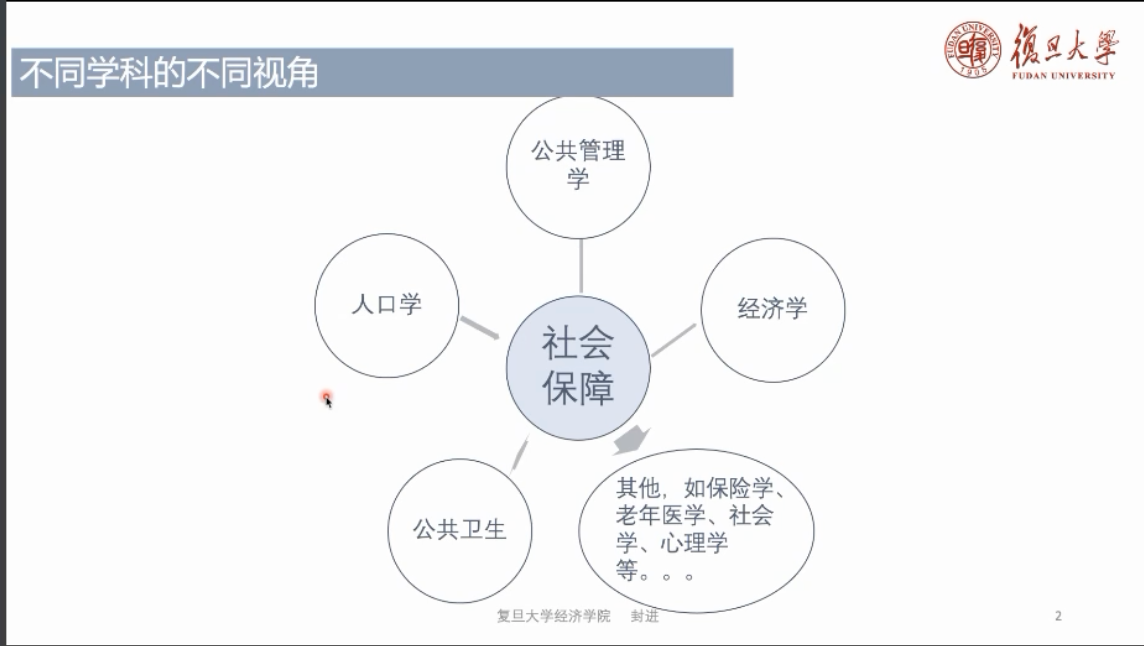 不同学科的不同视角
FUDAN UNIVERSITY
1905
復旦大學
FUDAN UNIVERSITY
公共管理
学
人口学
经济学
社会
保障
公共卫生
其他，如保险学、
老年医学、社会
学、心理学
等。。。
复旦大学经济学院 封进
2